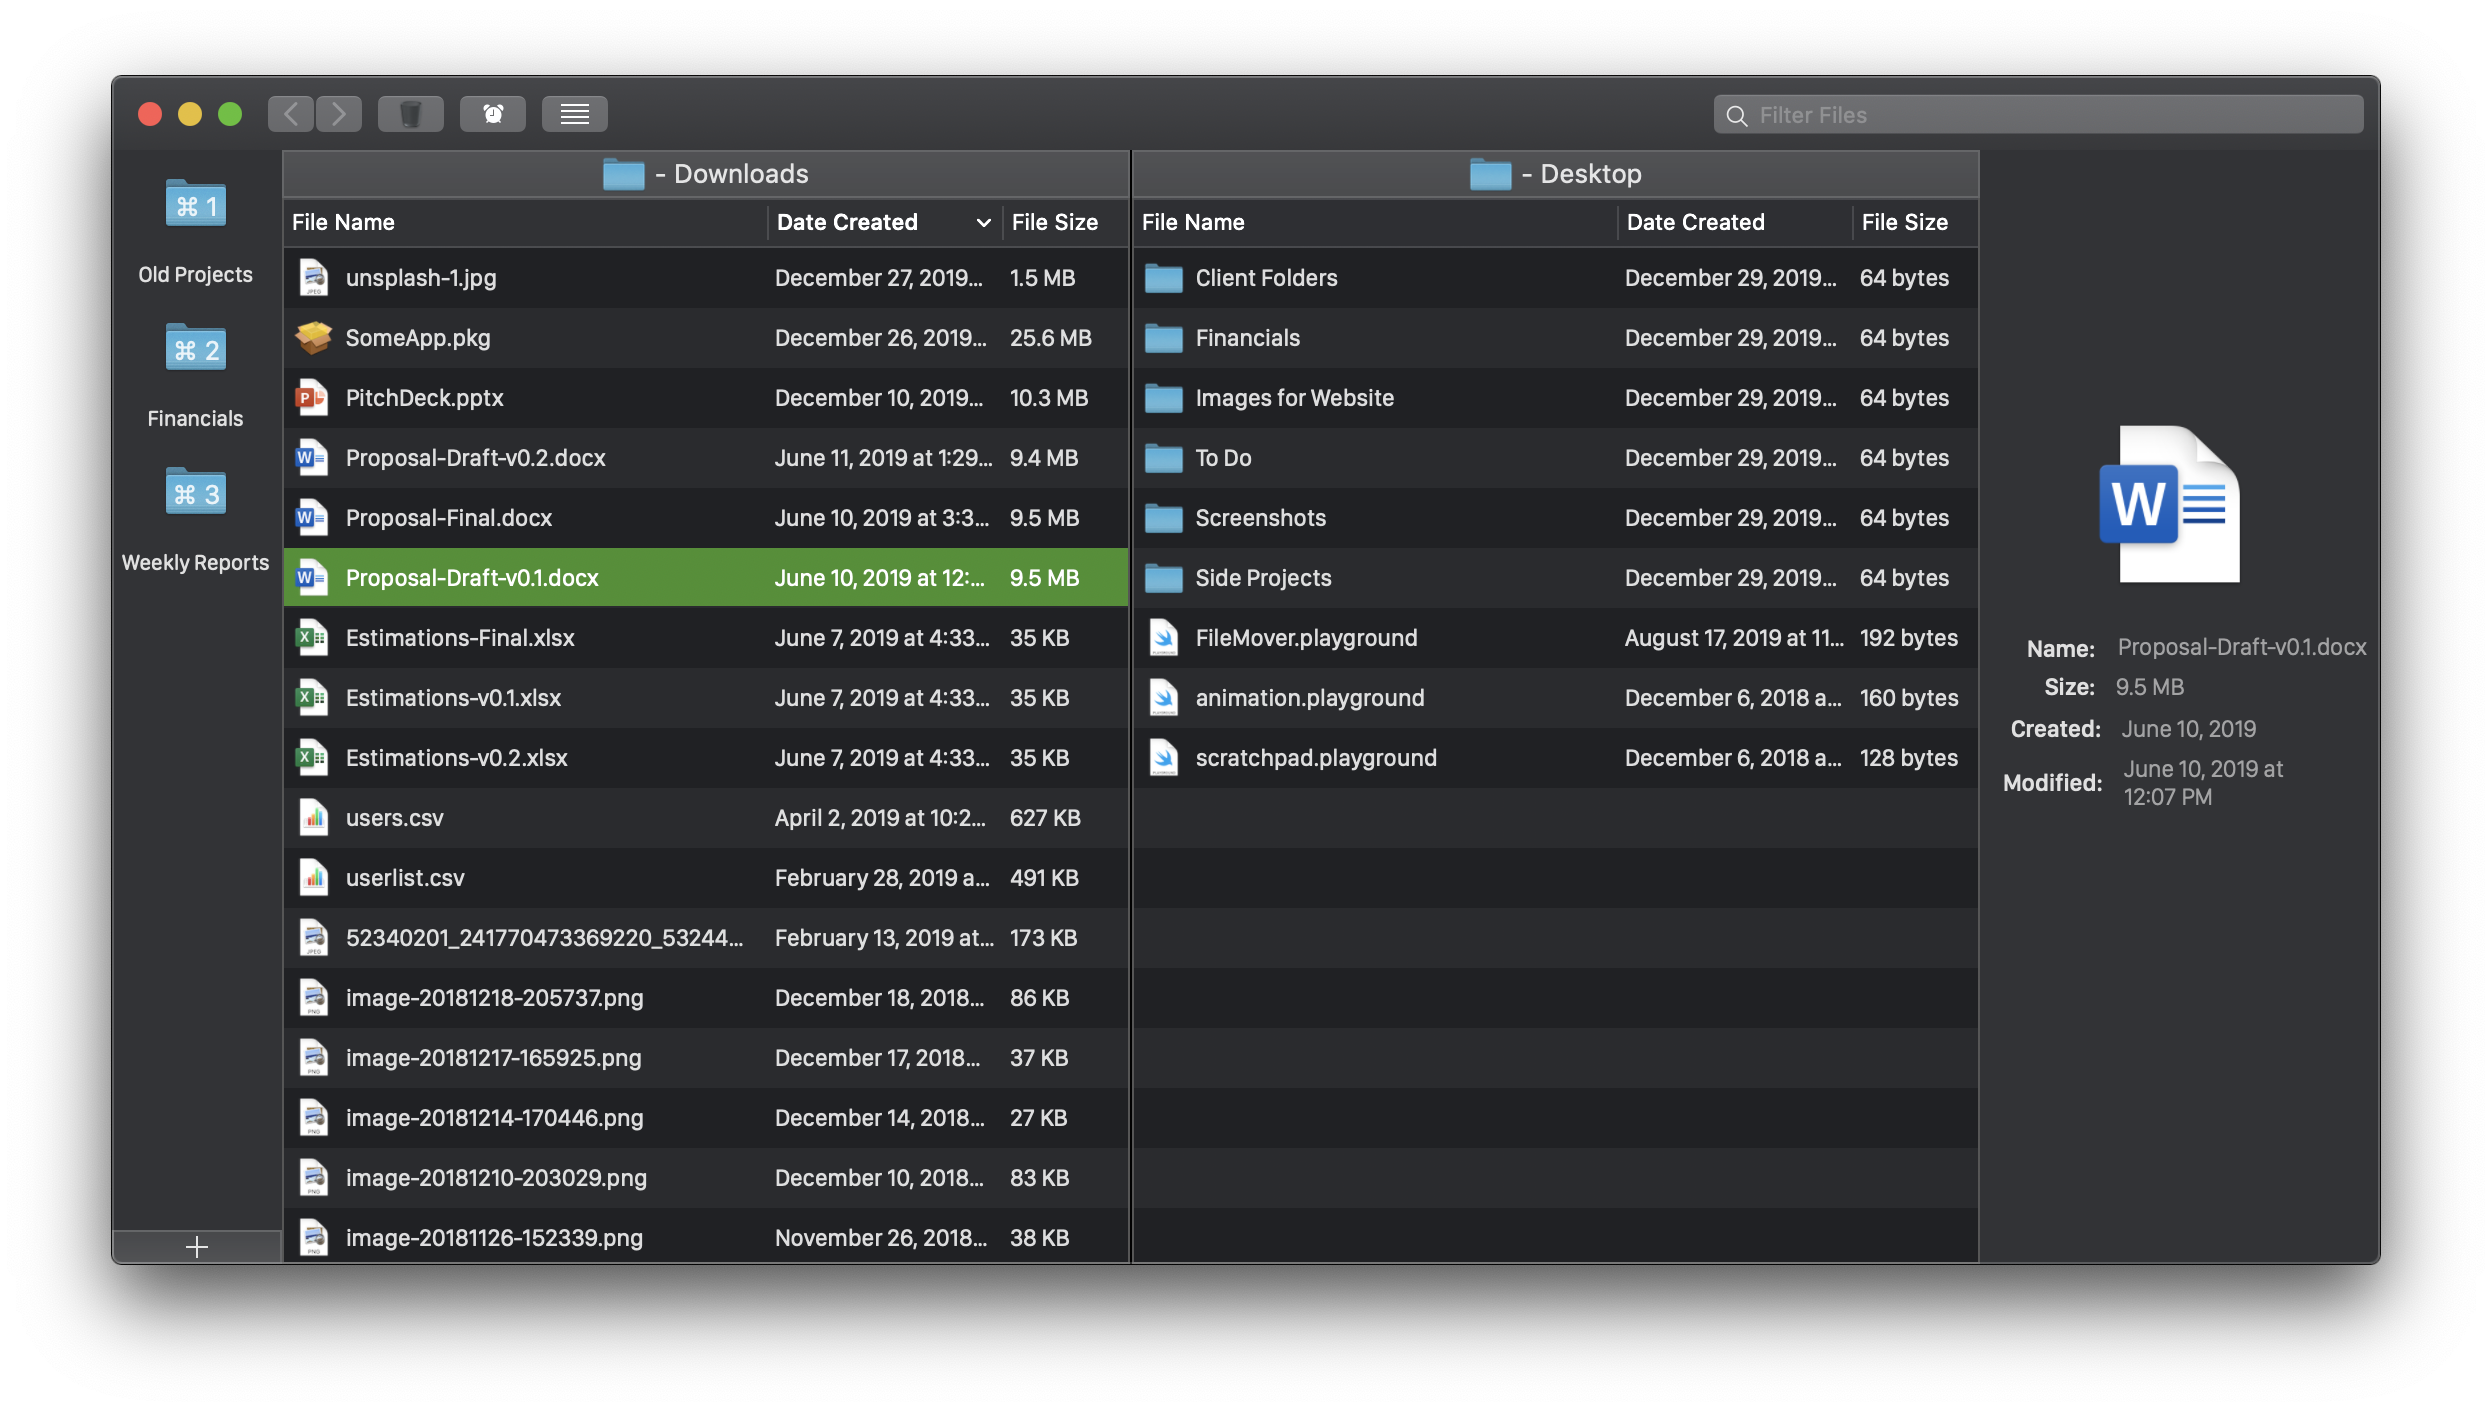 Filter Files
⌘ 1
Old Projects
⌘ 2
Financials
⌘ 3
Weekly Reports
- Downloads
File Name Date Created File Size
unsplash-1.jpg December 27, 2019... 1.5 MB
SomeApp.pkg December 26, 2019... 25.6 MB
PitchDeck.pptx December 10, 2019... 10.3 MB
Proposal-Draft-v0.2.docx June 11, 2019 at 1:29... 9.4 MB
Proposal-Final.docx June 10, 2019 at 3:3... 9.5 MB
Proposal-Draft-v0.1.docx June 10, 2019 at 12:... 9.5 MB
Estimations-Final.xlsx June 7, 2019 at 4:33... 35 KB
Estimations-v0.1.xlsx June 7, 2019 at 4:33... 35 KB
Estimations-v0.2.xlsx June 7, 2019 at 4:33... 35 KB
users.csv April 2, 2019 at 10:2... 627 KB
userlist.csv February 28, 2019 a... 491 KB
52340201_241770473369220_53244... February 13, 2019 at... 173 KB
image-20181218-205737.png December 18, 2018... 86 KB
image-20181217-165925.png December 17, 2018... 37 KB
image-20181214-170446.png December 14, 2018... 27 KB
image-20181210-203029.png December 10, 2018... 83 KB
image-20181126-152339.png November 26, 2018... 38 KB
- Desktop
File Name Date Created File Size
Client Folders December 29, 2019... 64 bytes
Financials December 29, 2019... 64 bytes
Images for Website December 29, 2019... 64 bytes
To Do December 29, 2019... 64 bytes
Screenshots December 29, 2019... 64 bytes
Side Projects December 29, 2019... 64 bytes
FileMover.playground August 17, 2019 at 11... 192 bytes
animation.playground December 6, 2018 a... 160 bytes
scratchpad.playground December 6, 2018 a... 128 bytes
W
Name: Proposal-Draft-v0.1.docx
Size: 9.5 MB
Created: June 10, 2019
Modified: June 10, 2019 at
12:07 PM